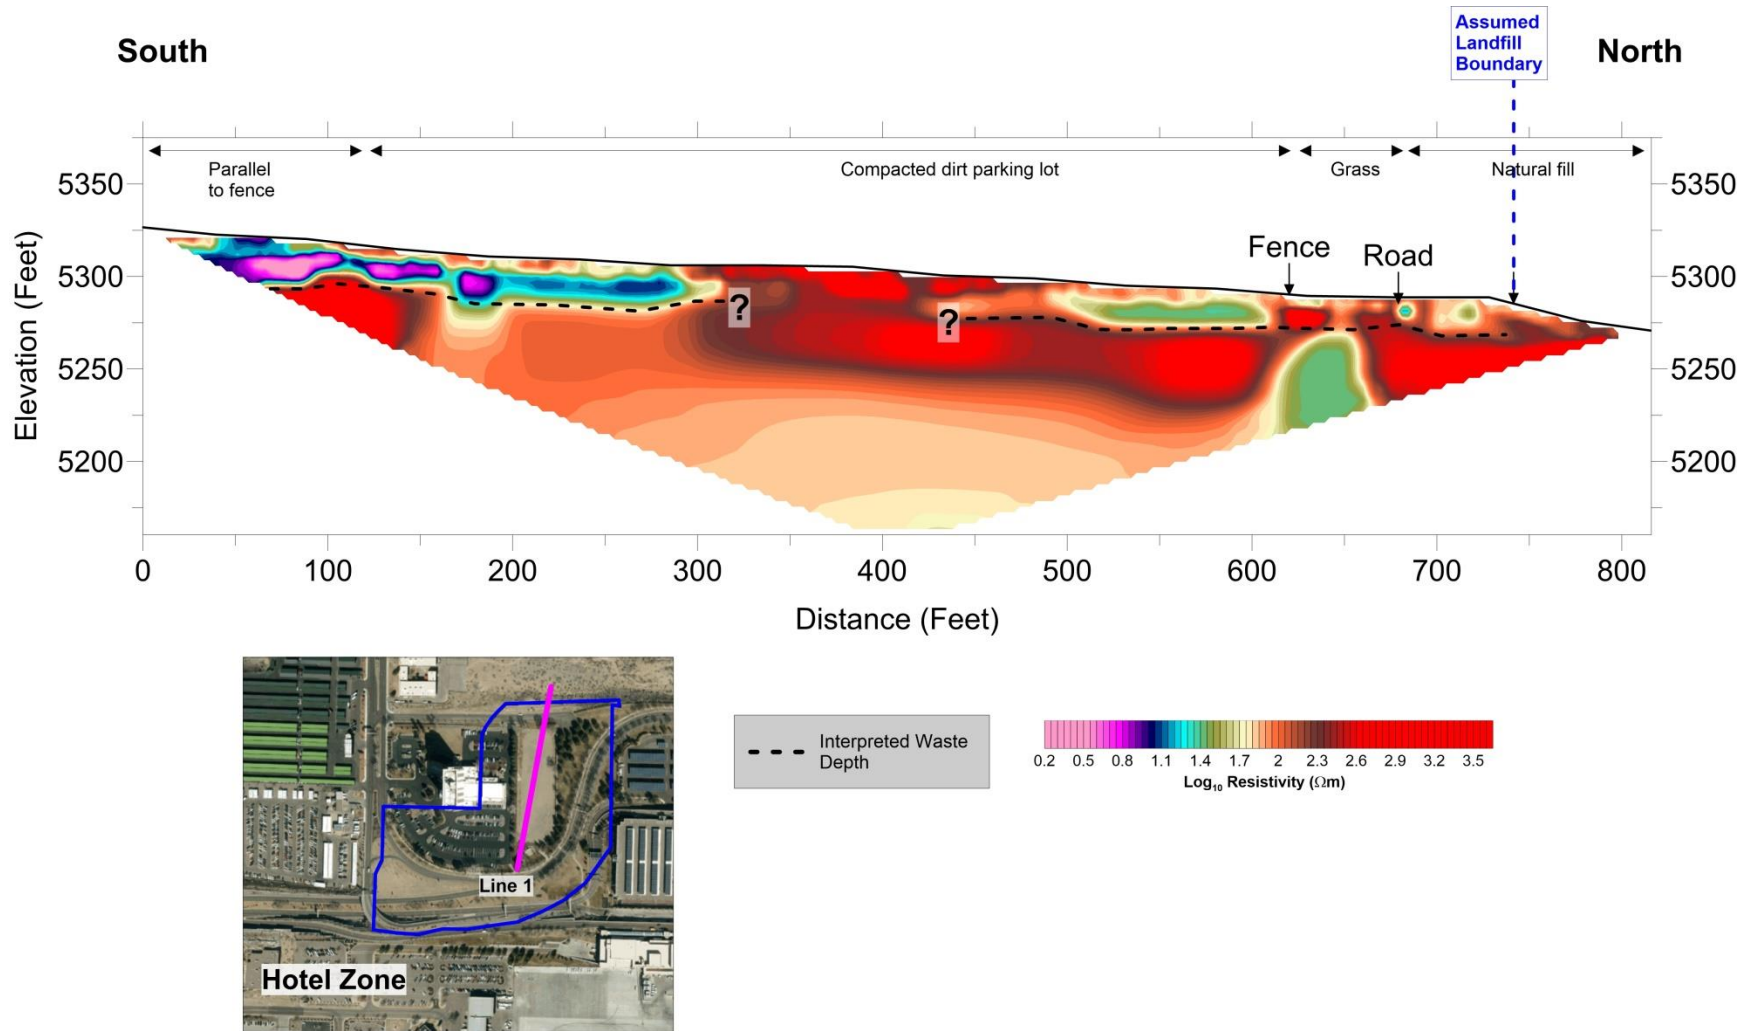 South
North
Assumed
Landfill
Boundary
Parallel
to fence
Compacted dirt parking lot
Grass
Natural fill
5350
5300
5250
5200
Elevation (Feet)
Fence
Road
?
?
5350
5300
5250
5200
0 100 200 300 400 500 600 700 800
Distance (Feet)
Line 1
Hotel Zone
Interpreted Waste
Depth
0.2 0.5 0.8 1.1 1.4 1.7 2 2.3 2.6 2.9 3.2 3.5
Log₁₀ Resistivity (Ωm)